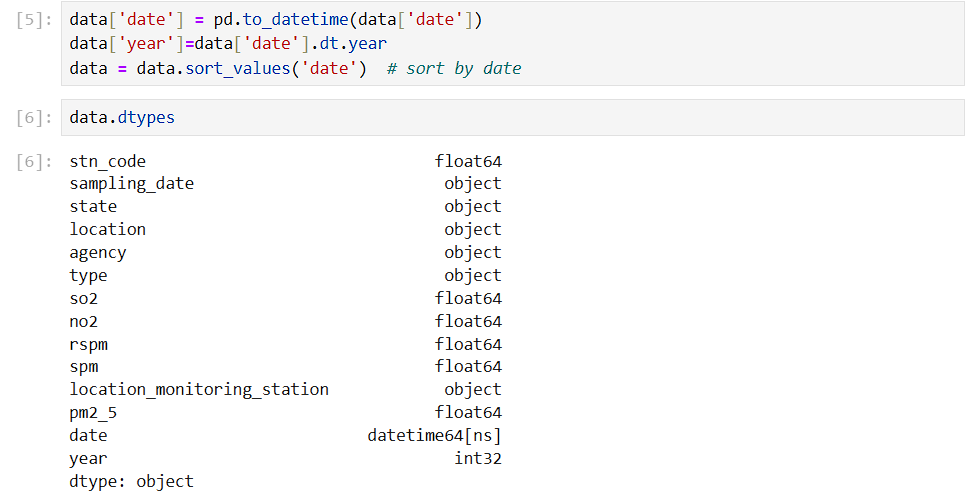 [5]: data['date'] = pd.to_datetime(data['date'])
data['year']=data['date'].dt.year
data = data.sort_values('date')  # sort by date
[6]: data.dtypes
[6]: stn_code float64
sampling_date object
state object
location object
agency object
type object
so2 float64
no2 float64
rspm float64
spm float64
location_monitoring_station object
pm2_5 float64
date datetime64[ns]
year int32
dtype: object